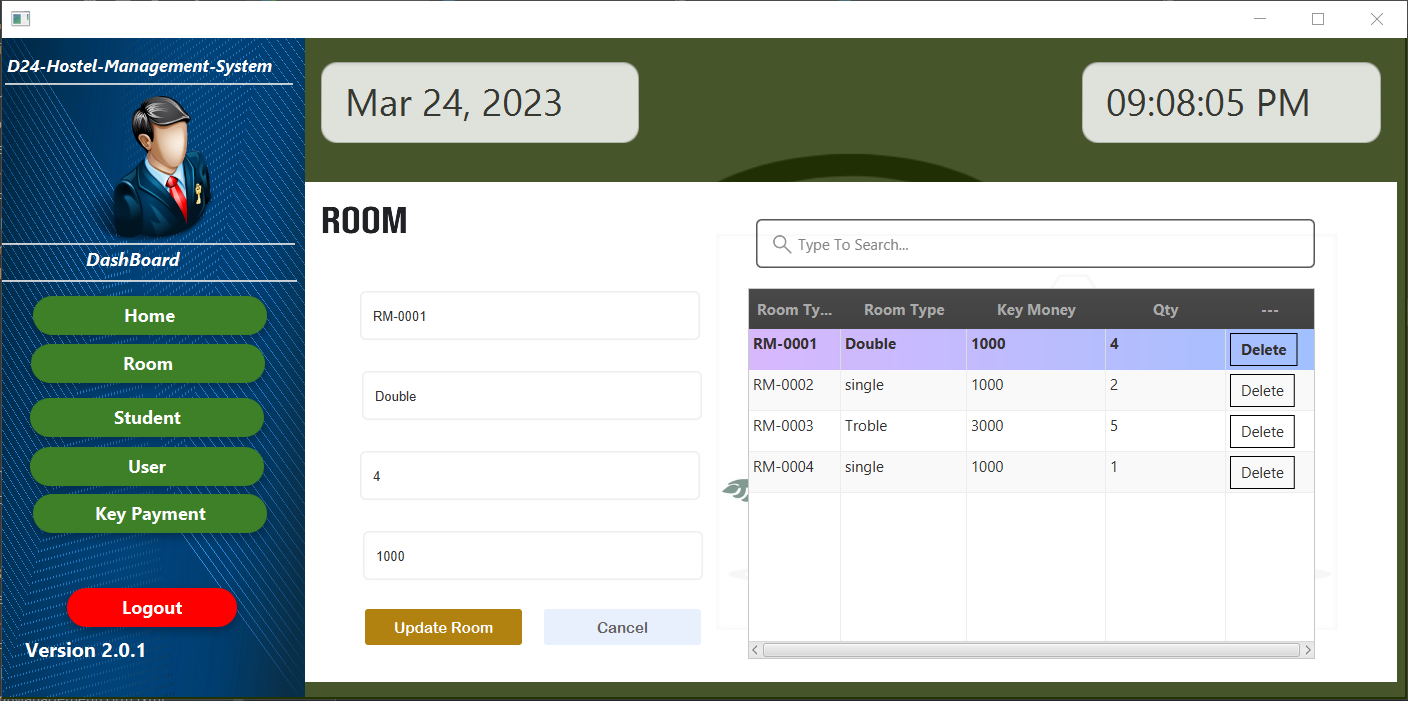 D24-Hostel-Management-System
DashBoard
Home
Room
Student
User
Key Payment
Logout
Version 2.0.1
Mar 24, 2023
09:08:05 PM
ROOM
RM-0001
Double
4
1000
Update Room
Cancel
Type To Search...
Room Ty... Room Type Key Money Qty ---
RM-0001 Double 1000 4 Delete
RM-0002 single 1000 2 Delete
RM-0003 Troble 3000 5 Delete
RM-0004 single 1000 1 Delete